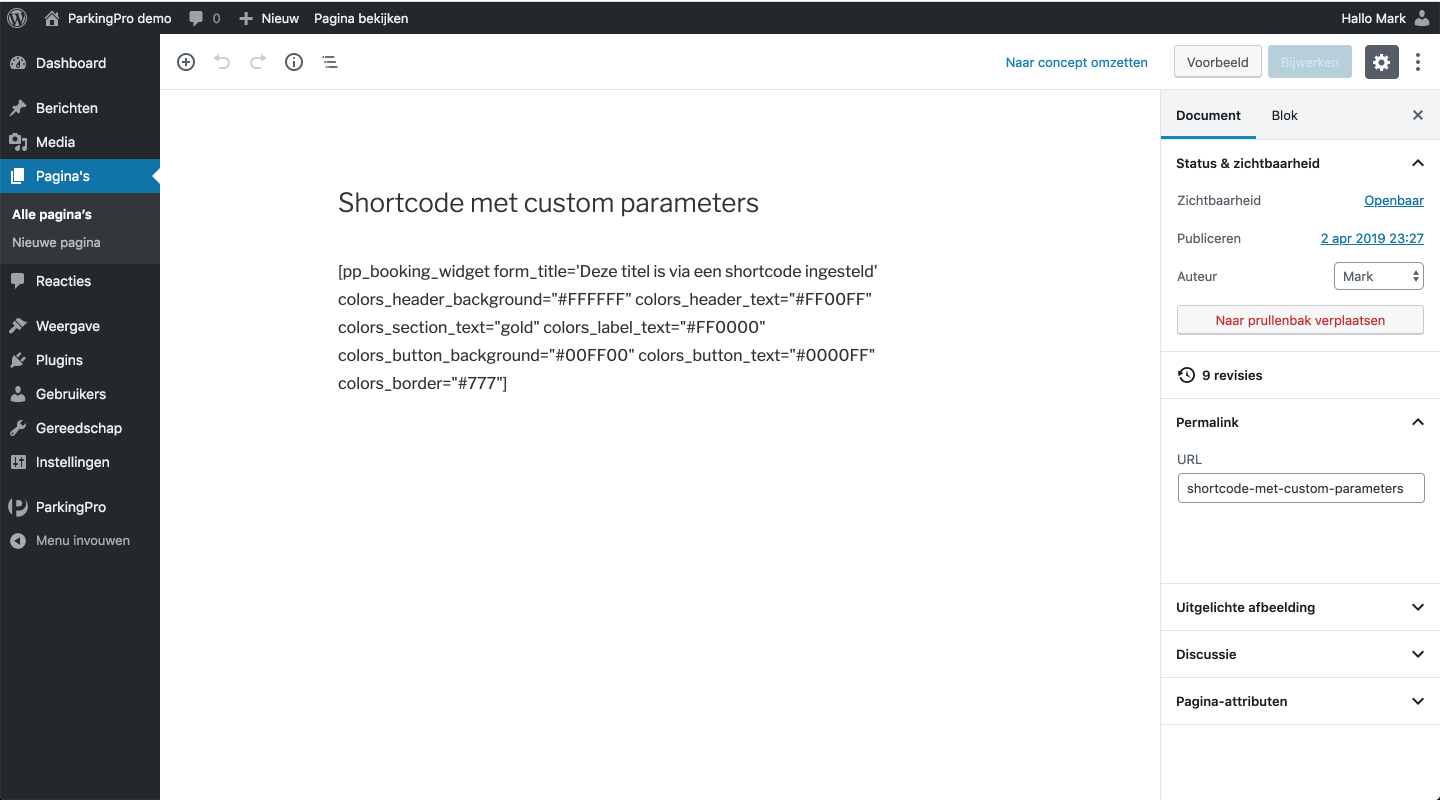 ParkingPro demo 0 Nieuw Pagina bekijken Hallo Mark
Dashboard
Berichten
Media
Pagina's
Alle pagina’s
Nieuwe pagina
Reacties
Weergave
Plugins
Gebruikers
Gereedschap
Instellingen
ParkingPro
Menu invouwen
Naar concept omzetten Voorbeeld Bijwerken
Shortcode met custom parameters
[pp_booking_widget form_title='Deze titel is via een shortcode ingesteld'
colors_header_background="#FFFFFF" colors_header_text="#FF00FF"
colors_section_text="gold" colors_label_text="#FF0000"
colors_button_background="#00FF00" colors_button_text="#0000FF"
colors_border="#777"]
Document Blok
Status & zichtbaarheid
Zichtbaarheid Openbaar
Publiceren 2 apr 2019 23:27
Auteur Mark
Naar prullenbak verplaatsen
9 revisies
Permalink
URL
shortcode-met-custom-parameters
Uitgelichte afbeelding
Discussie
Pagina-attributen